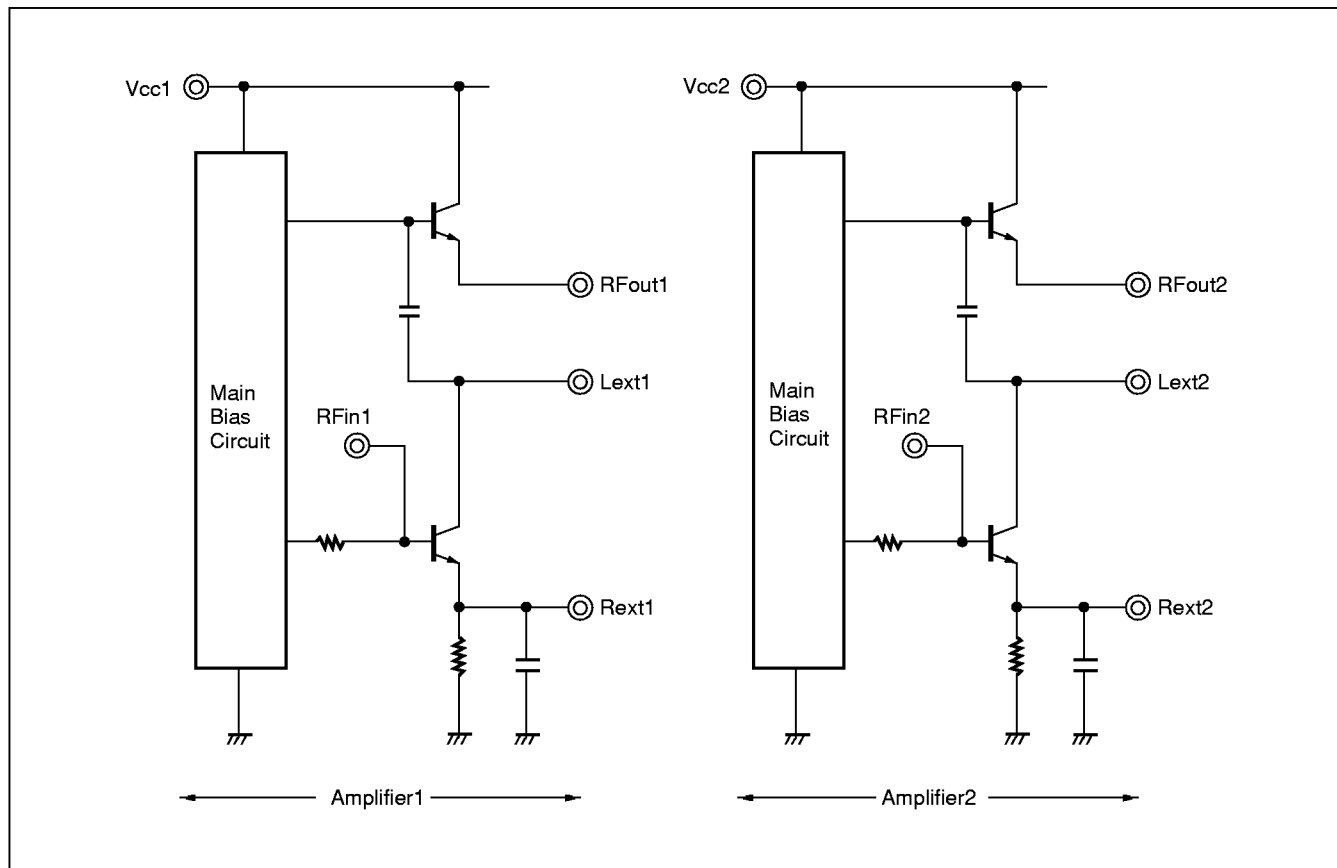 Vcc1
RFout1
Lext1
Main
Bias
Circuit
RFin1
Rext1
Amplifier1
Vcc2
RFout2
Lext2
Main
Bias
Circuit
RFin2
Rext2
Amplifier2